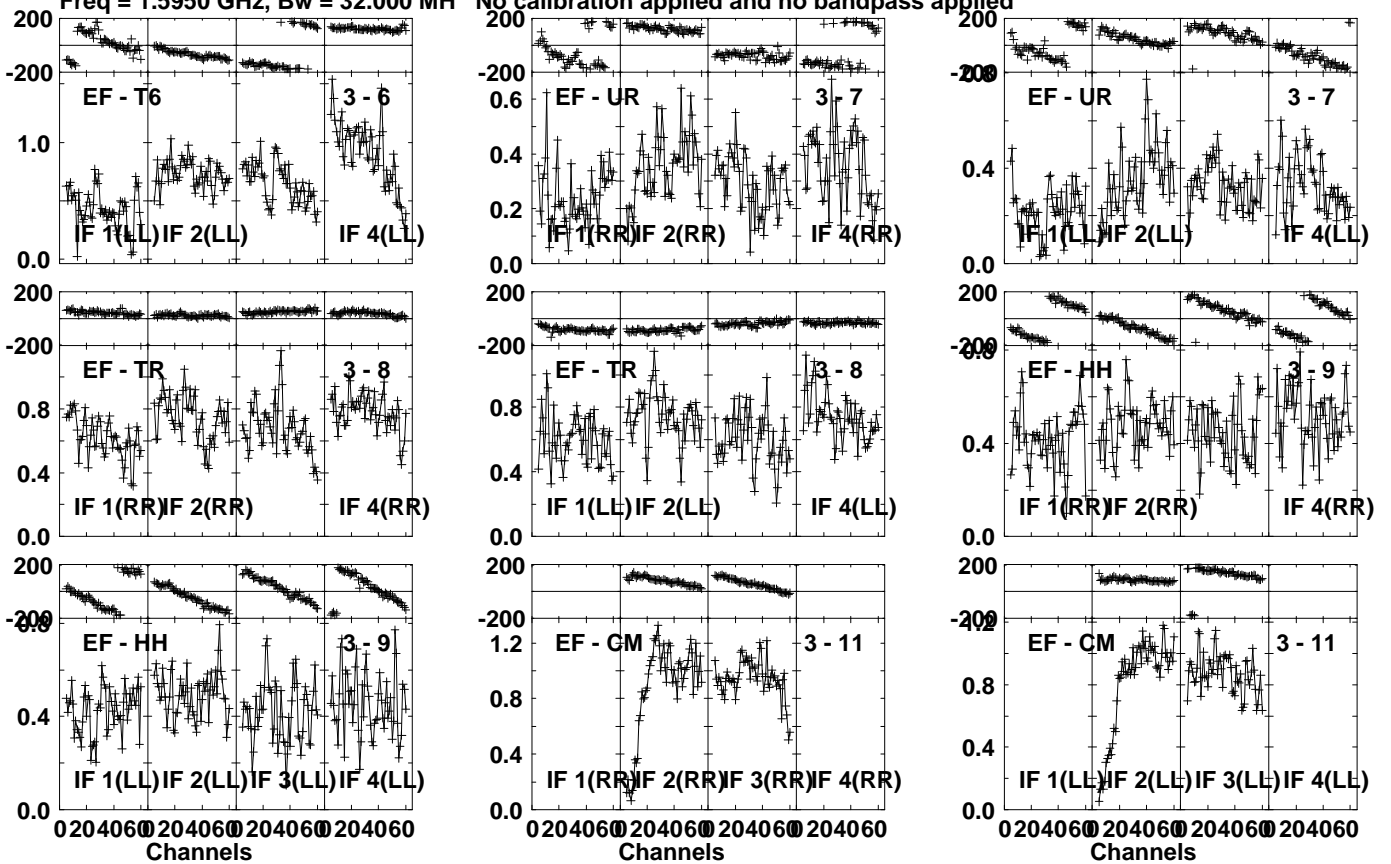 Freq = 1.5950 GHz, Bw = 32.000 MH No calibration applied and no bandpass applied
200
-200
EF - T6
3 - 6
1.0
0.0
IF 1(LL)
IF 2(LL)
IF 4(LL)
EF - UR
3 - 7
0.6
0.4
0.2
0.0
IF 1(RR)
IF 2(RR)
IF 4(RR)
200
-200
0.8
EF - UR
3 - 7
0.4
0.0
IF 1(LL)
IF 2(LL)
IF 4(LL)
200
-200
EF - TR
3 - 8
0.8
0.4
0.0
IF 1(RR)
IF 2(RR)
IF 4(RR)
EF - TR
3 - 8
0.8
0.4
0.0
IF 1(LL)
IF 2(LL)
IF 4(LL)
200
-200
0.8
EF - HH
3 - 9
0.4
0.0
IF 1(RR)
IF 2(RR)
IF 4(RR)
200
-200
0.8
EF - HH
3 - 9
0.4
0.0
IF 1(LL)
IF 2(LL)
IF 3(LL)
IF 4(LL)
0 20 40 60 0 20 40 60 0 20 40 60 0 20 40 60
Channels
200
-200
EF - CM
3 - 11
1.2
0.8
0.4
0.0
IF 1(RR)
IF 2(RR)
IF 3(RR)
IF 4(RR)
0 20 40 60 0 20 40 60 0 20 40 60 0 20 40 60
Channels
200
-200
1.2
EF - CM
3 - 11
0.8
0.4
0.0
IF 1(LL)
IF 2(LL)
IF 3(LL)
IF 4(LL)
0 20 40 60 0 20 40 60 0 20 40 60 0 20 40 60
Channels